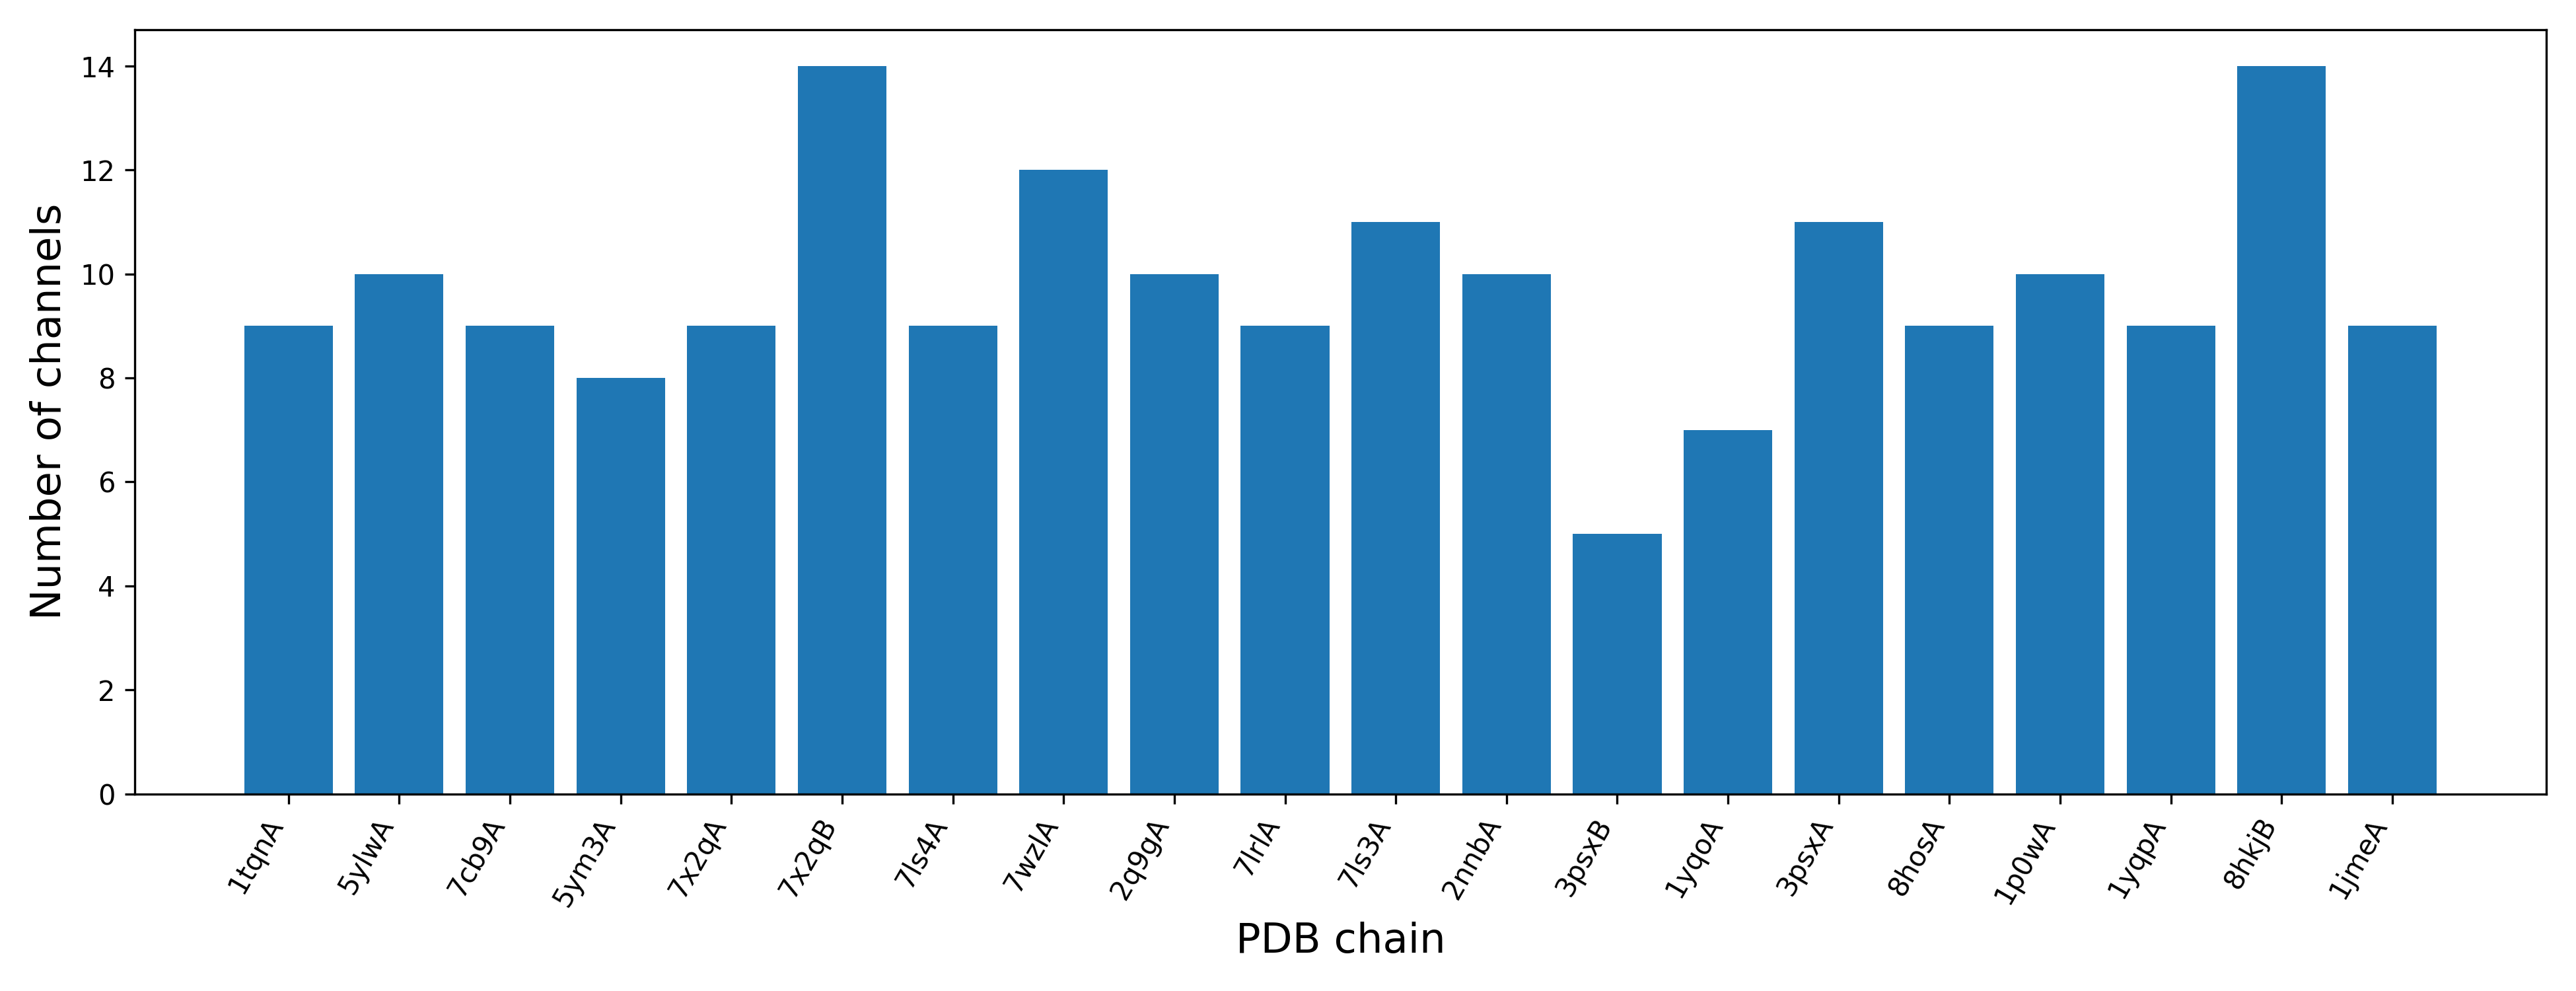 Number of channels
14
12
10
8
6
4
2
0
1tqnA
5ylwA
7cb9A
5ym3A
7x2qA
7x2qB
7ls4A
7wzlA
2q9gA
7lrlA
7ls3A
2nnbA
3psxB
1yqoA
3psxA
8hosA
1p0wA
1yqpA
8hkjB
1jmeA
PDB chain